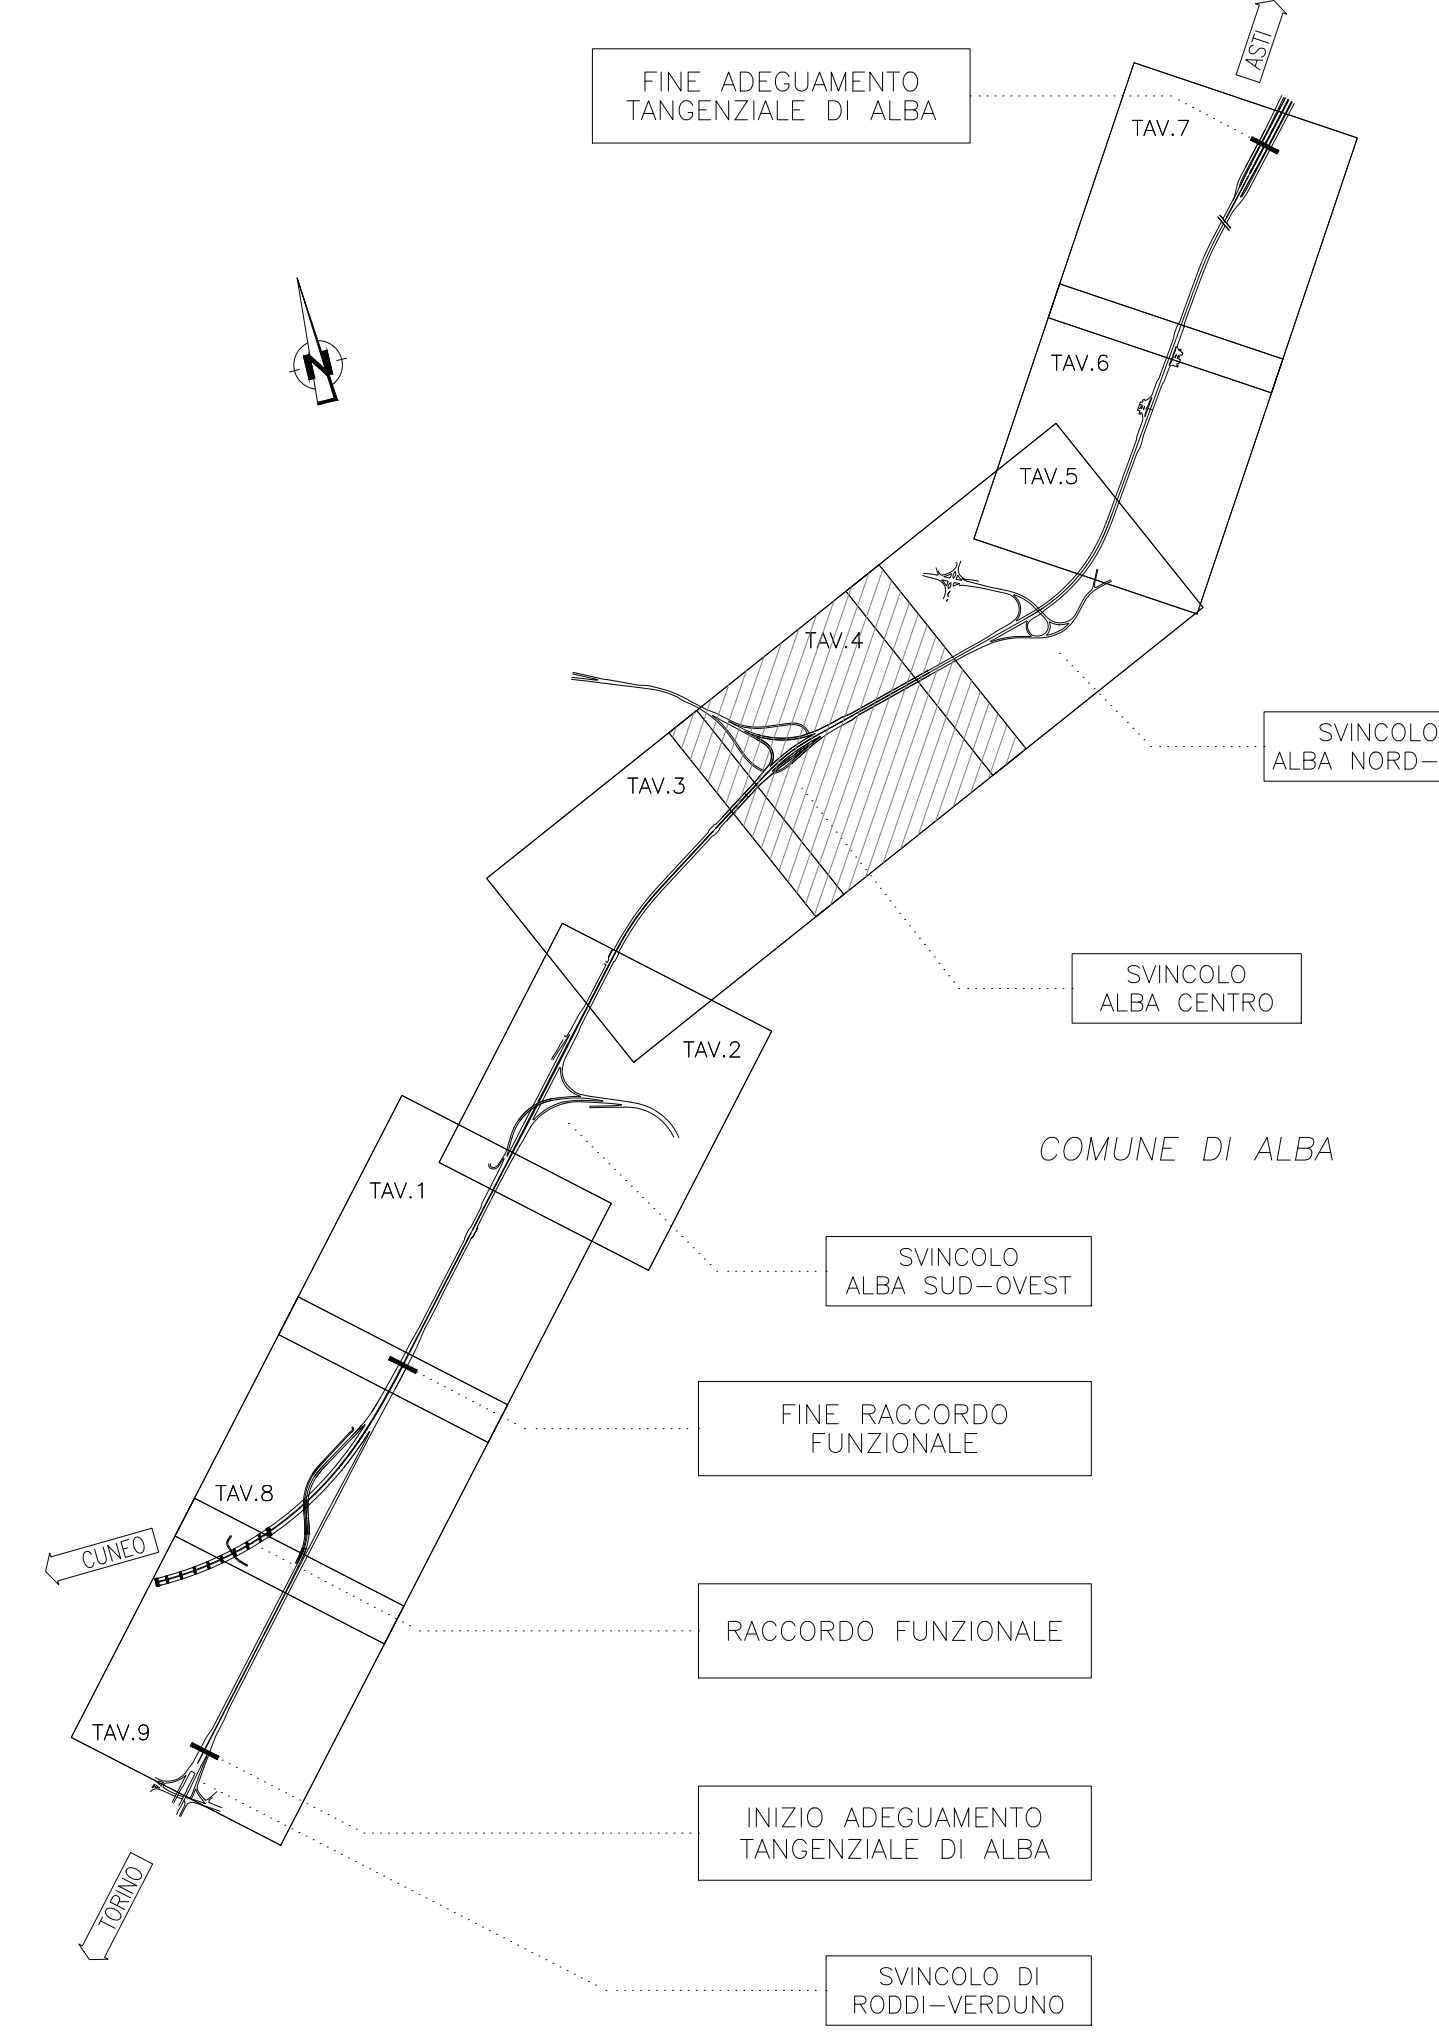 ASTI
FINE ADEGUAMENTO
TANGENZIALE DI ALBA
TAV.7
N
TAV.6
TAV.5
TAV.4
SVINCOLO
ALBA NORD-
TAV.3
SVINCOLO
ALBA CENTRO
TAV.2
COMUNE DI ALBA
TAV.1
SVINCOLO
ALBA SUD-OVEST
FINE RACCORDO
FUNZIONALE
TAV.8
CUNEO
RACCORDO FUNZIONALE
TAV.9
INIZIO ADEGUAMENTO
TANGENZIALE DI ALBA
TORINO
SVINCOLO DI
RODDI-VERDUNO